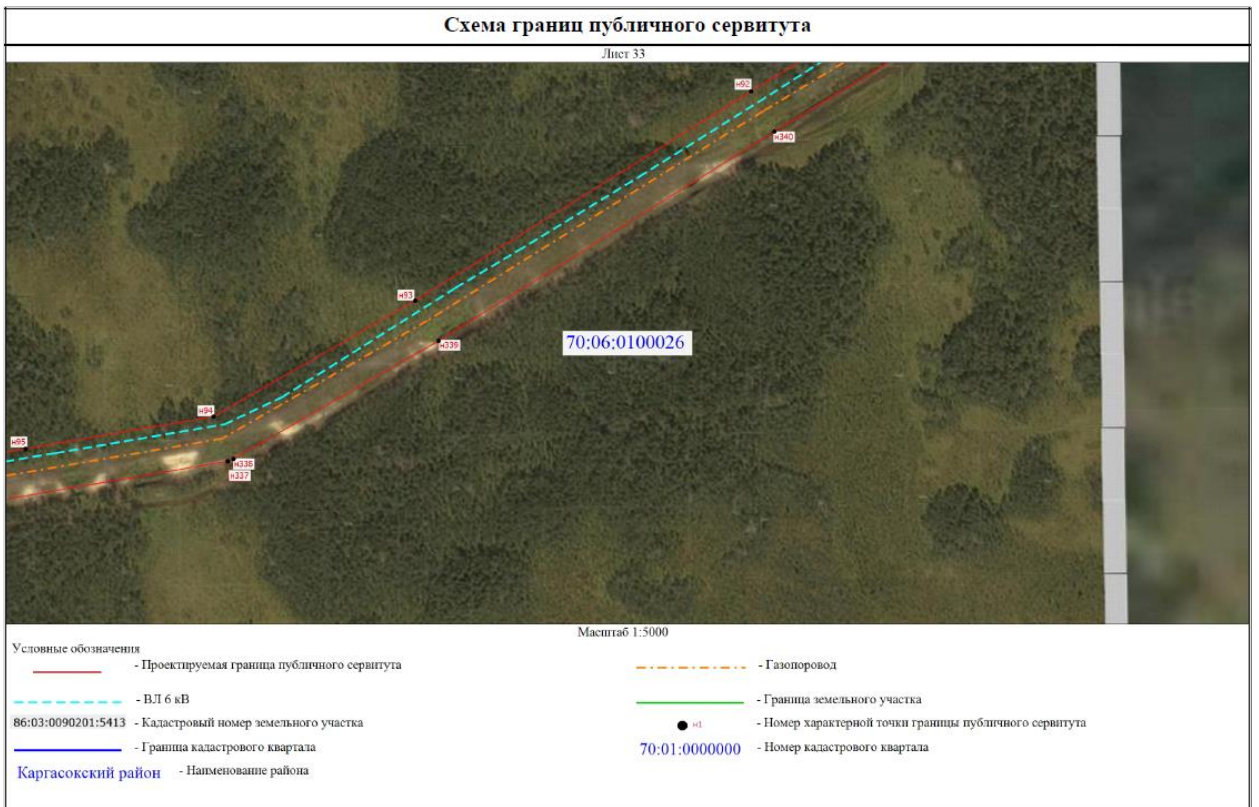 Схема границ публичного сервитута
Лист 33
н92
н340
н93
н339
70:06:0100026
н94
н95
н338
н337
Масштаб 1:5000
Условные обозначения
- Проектируемая граница публичного сервитута
- Газопоровод
- ВЛ 6 кВ
- Граница земельного участка
86:03:0090201:5413 - Кадастровый номер земельного участка
н1 - Номер характерной точки границы публичного сервитута
- Граница кадастрового квартала
70:01:0000000 - Номер кадастрового квартала
Каргасокский район - Наименование района